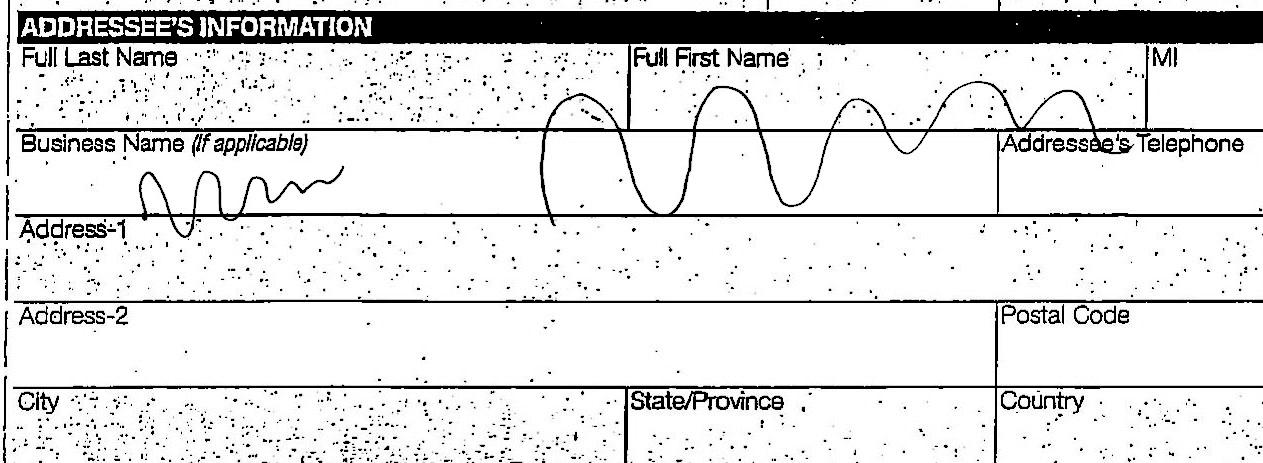 ADDRESSEE'S INFORMATION
Full Last Name Full First Name MI
Business Name (If applicable) Addressee's Telephone
Address-1
Address-2 Postal Code
City State/Province Country